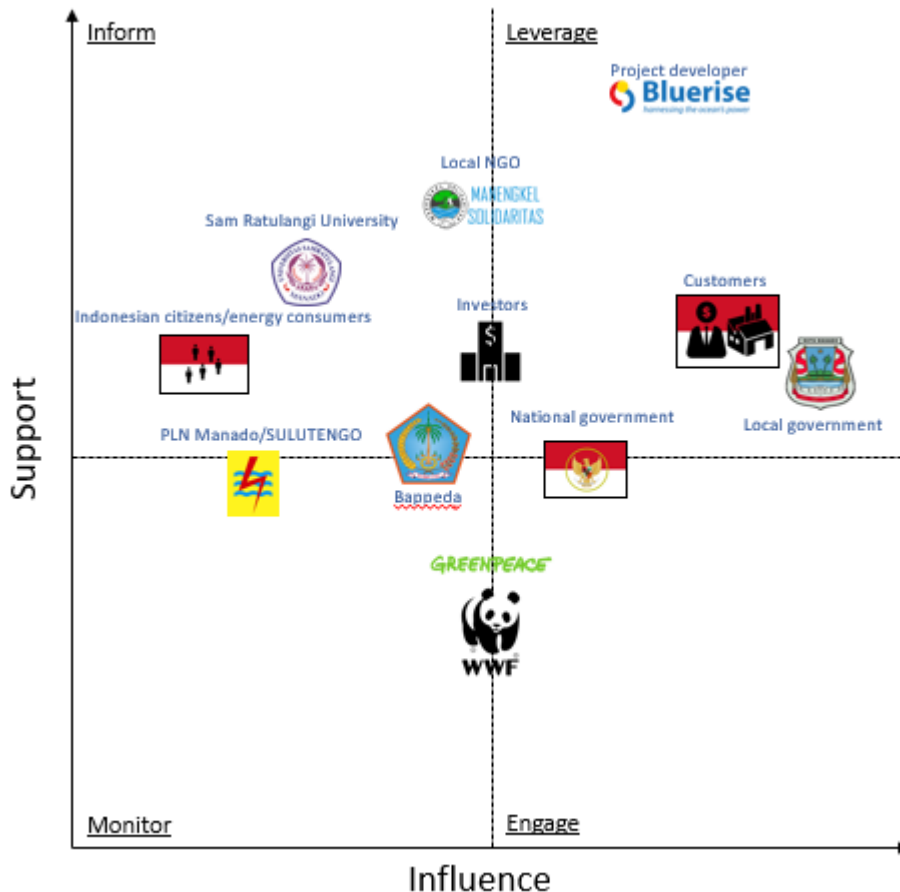 Inform
Leverage
Project developer
Bluerise
harnessing the ocean's power
Local NGO
MANENGKEL
SOLIDARITAS
Sam Ratulangi University
Customers
Indonesian citizens/energy consumers
Investors
$
$
National government
Local government
PLN Manado/SULUTENGO
Bappeda
GREENPEACE
WWF
Support
Monitor
Engage
Influence